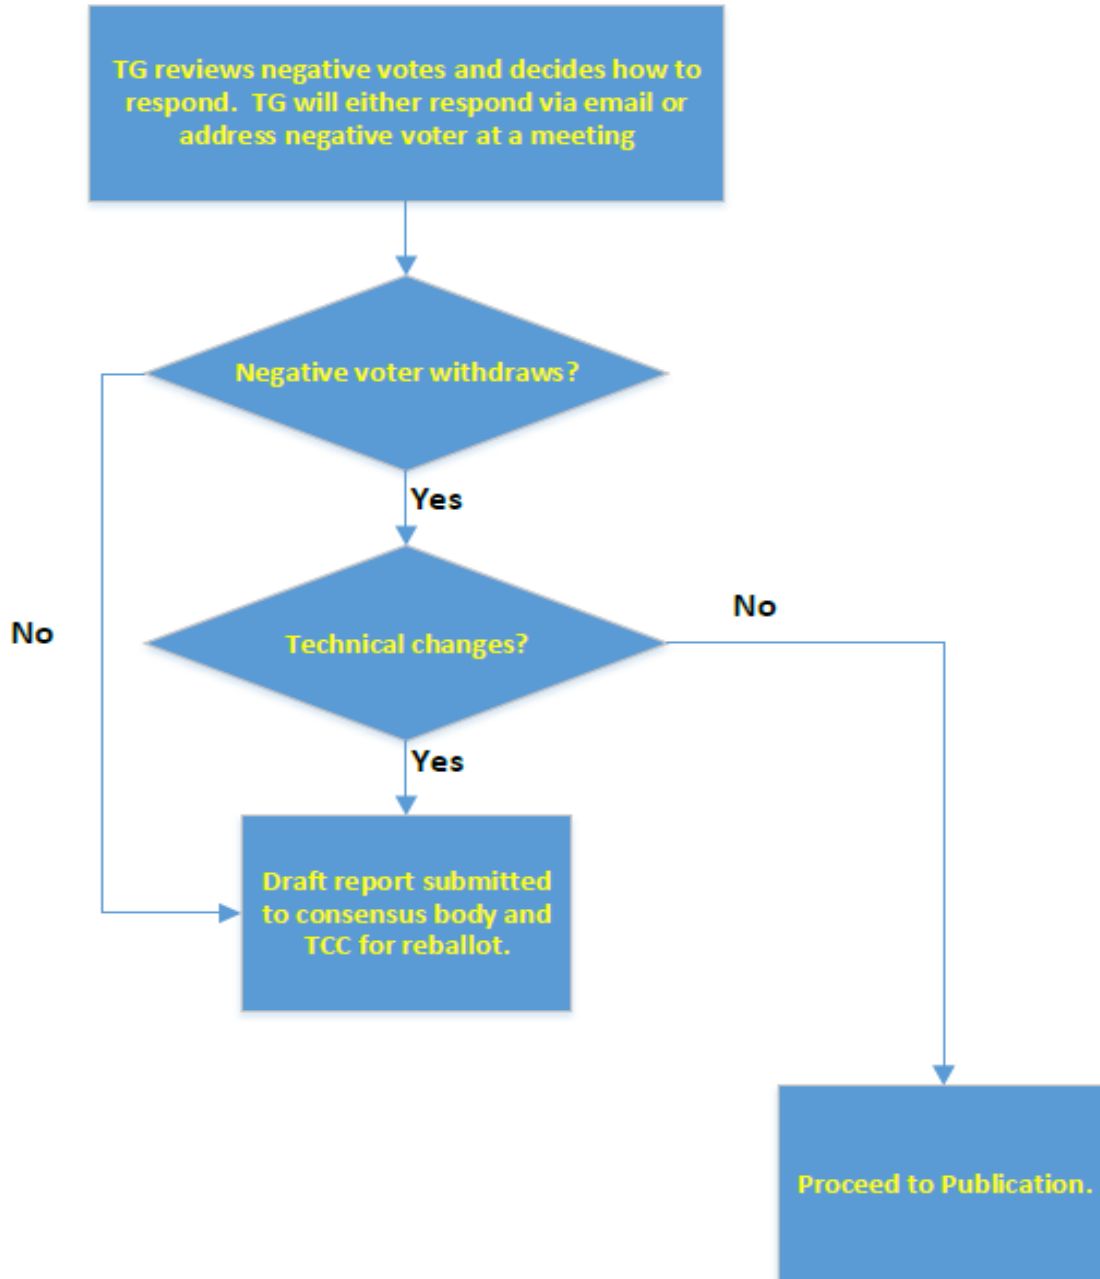 TG reviews negative votes and decides how to
respond.  TG will either respond via email or
address negative voter at a meeting
Negative voter withdraws?
Yes
Technical changes?
No
No
Yes
Draft report submitted
to consensus body and
TCC for reballot.
Proceed to Publication.